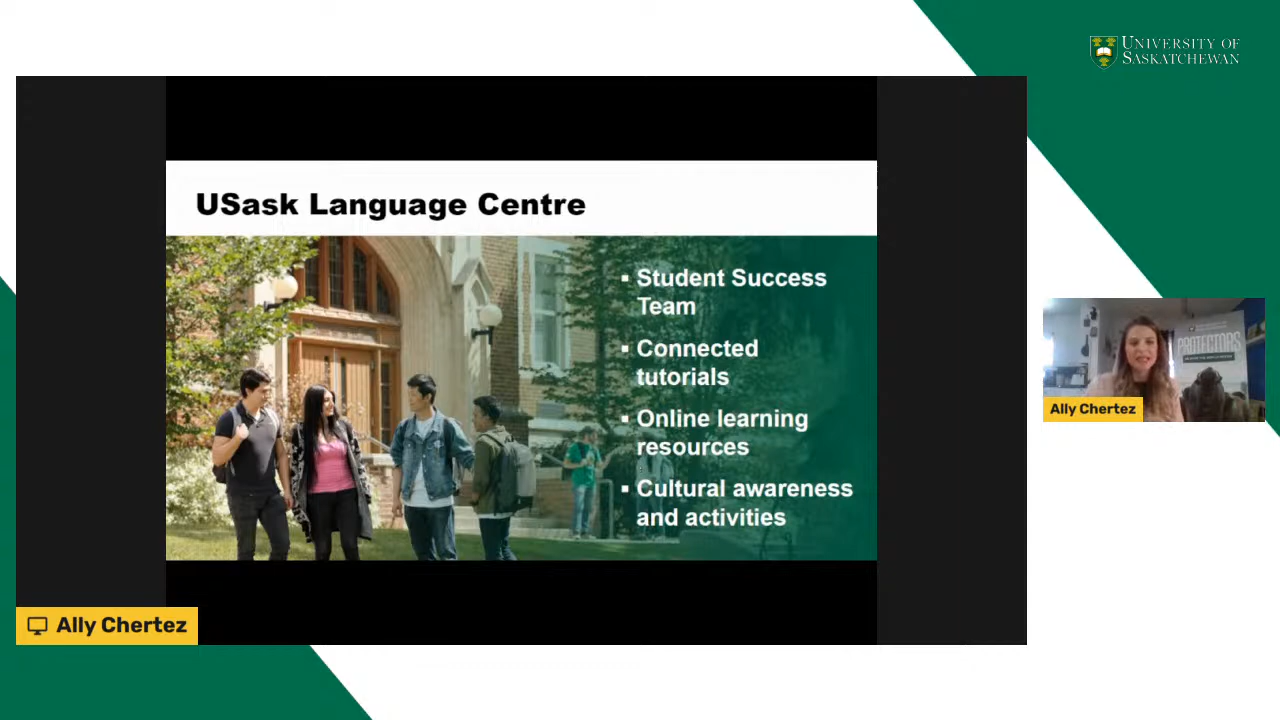 UNIVERSITY OF
SASKATCHEWAN
USask Language Centre
▪ Student Success
Team
▪ Connected
tutorials
▪ Online learning
resources
▪ Cultural awareness
and activities
PROTECTORS
Ally Chertez
Ally Chertez